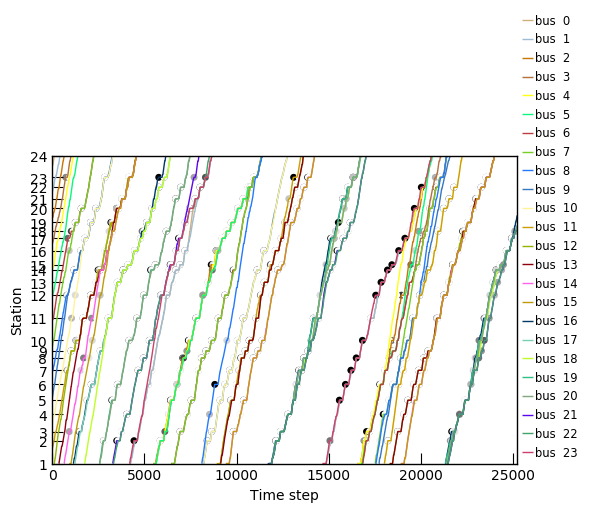 24
23
22
21
20
19
18
17
16
13
12
11
10
9
8
7
6
5
4
3
2
1
Station
0
5000
10000
15000
20000
25000
Time step
bus 0
bus 1
bus 2
bus 3
bus 4
bus 5
bus 6
bus 7
bus 8
bus 9
bus 10
bus 11
bus 12
bus 13
bus 14
bus 15
bus 16
bus 17
bus 18
bus 19
bus 20
bus 21
bus 22
bus 23